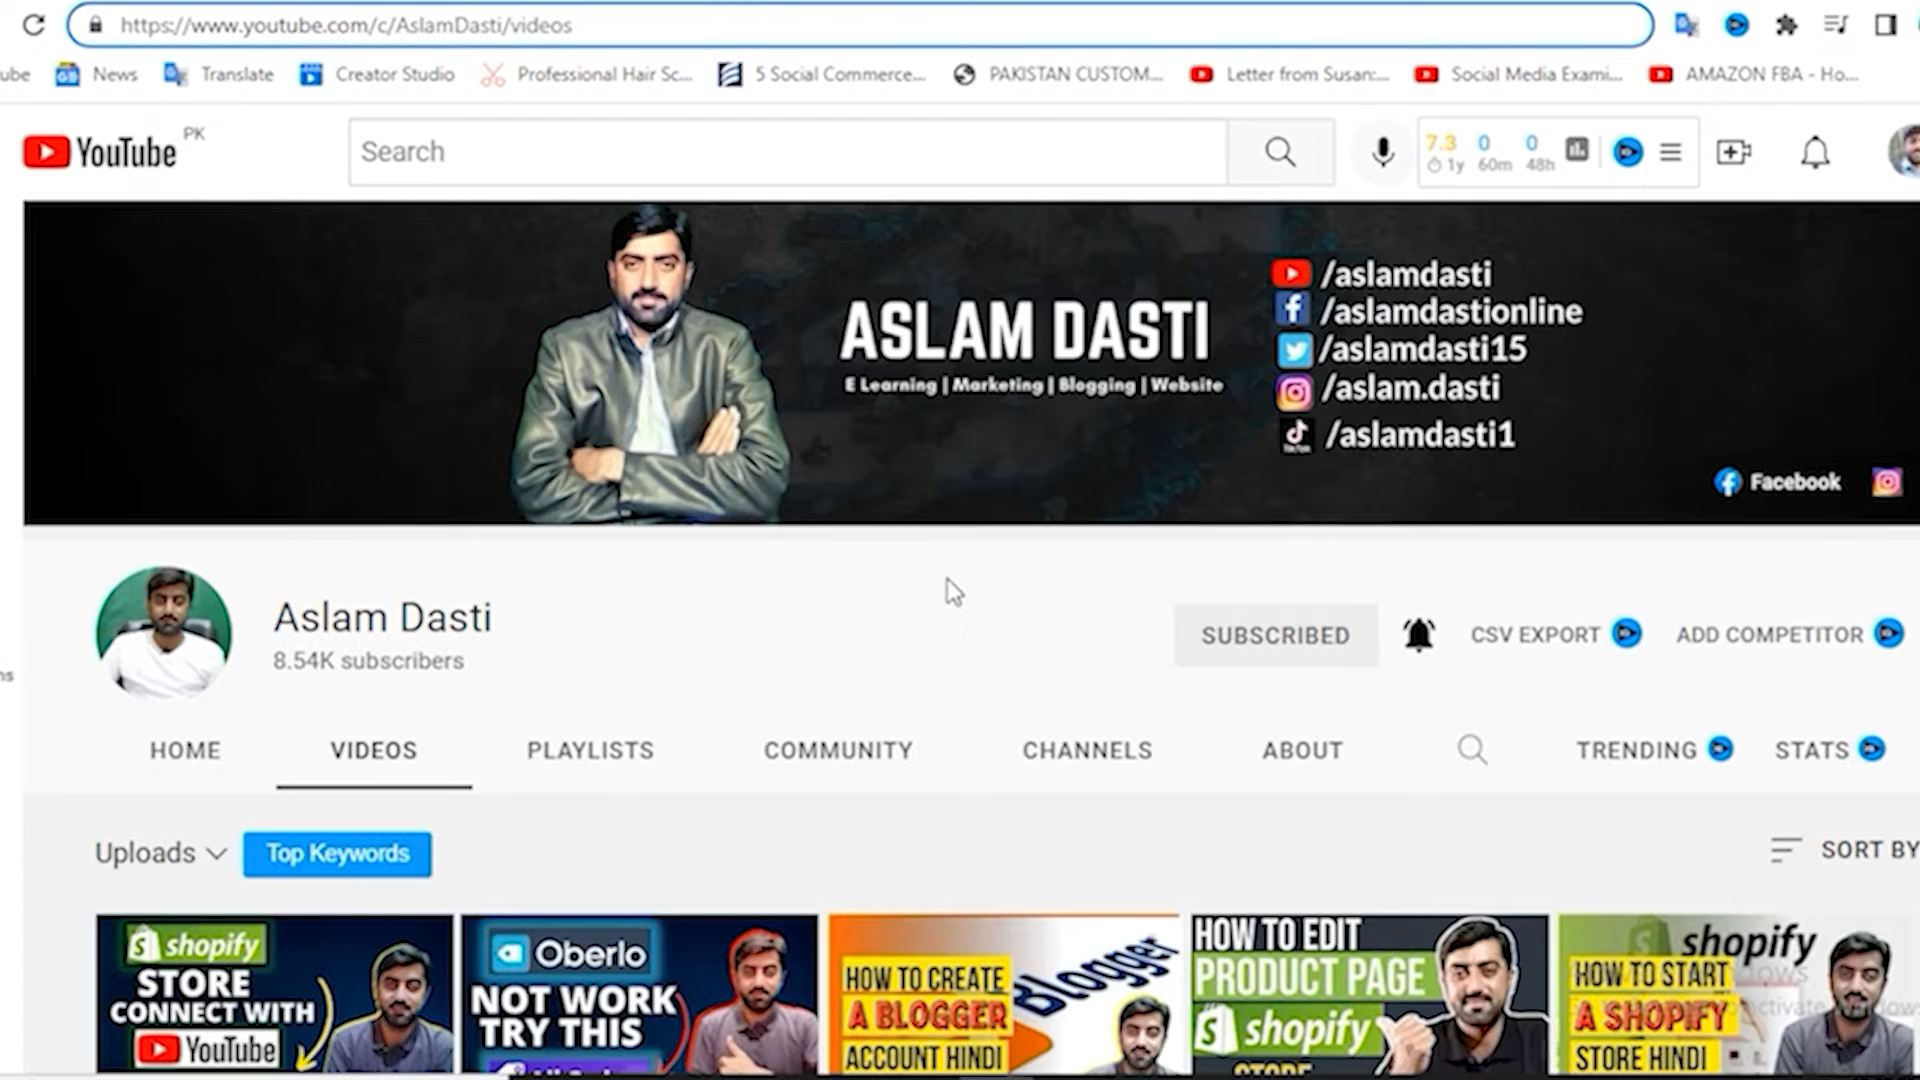 https://www.youtube.com/c/AslamDasti/videos
ube News Translate Creator Studio Professional Hair Sc... 5 Social Commerce... PAKISTAN CUSTOM... Letter from Susan:... Social Media Exami... AMAZON FBA - Ho...
YouTube PK
Search
7.3 0 0
1y 60m 48h
/aslamdasti
/aslamdastionline
/aslamdasti15
/aslam.dasti
/aslamdasti1
ASLAM DASTI
E Learning | Marketing | Blogging | Website
Facebook
Aslam Dasti
8.54K subscribers
SUBSCRIBED CSV EXPORT ADD COMPETITOR
HOME VIDEOS PLAYLISTS COMMUNITY CHANNELS ABOUT TRENDING STATS
Uploads Top Keywords SORT BY
shopify
STORE
CONNECT WITH
YouTube
Oberlo
NOT WORK
TRY THIS
HOW TO CREATE
A BLOGGER
ACCOUNT HINDI
Blogger
HOW TO EDIT
PRODUCT PAGE
shopify
STORE
shopify
HOW TO START
A SHOPIFY
STORE HINDI